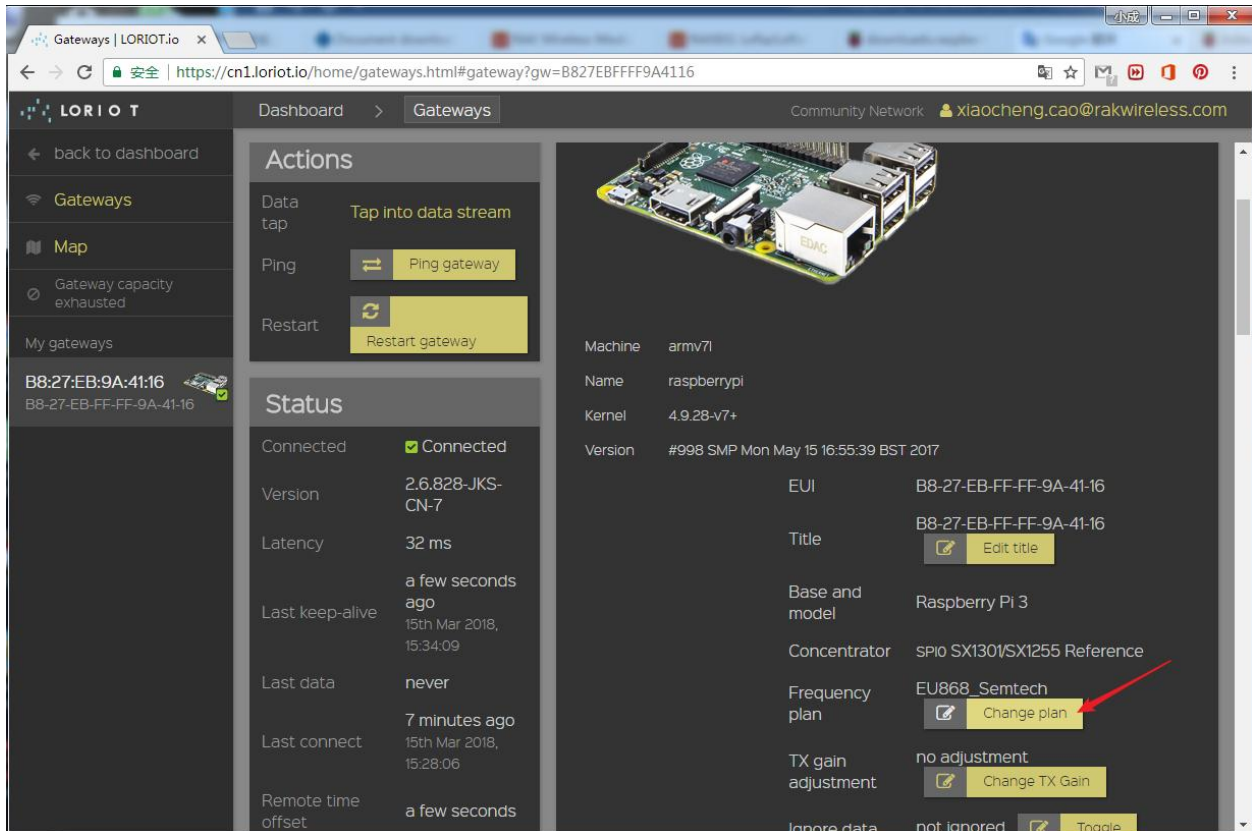 小成
Gateways | LORIOT.io
安全 | https://cn1.loriot.io/home/gateways.html#gateway?gw=B827EBFFFF9A4116
LORIOT
Dashboard > Gateways
Community Network xiaocheng.cao@rakwireless.com
back to dashboard
Gateways
Map
Gateway capacity
exhausted
My gateways
B8:27:EB:9A:41:16
B8-27-EB-FF-FF-9A-41-16
Actions
Data
tap
Tap into data stream
Ping
Ping gateway
Restart
Restart gateway
Status
Connected
Connected
Version
2.6.828-JKS-
CN-7
Latency
32 ms
Last keep-alive
a few seconds
ago
15th Mar 2018,
15:34:09
Last data
never
Last connect
7 minutes ago
15th Mar 2018,
15:28:06
Remote time
offset
a few seconds
EDAC
Machine armv7l
Name raspberrypi
Kernel 4.9.28-v7+
Version #998 SMP Mon May 15 16:55:39 BST 2017
EUI B8-27-EB-FF-FF-9A-41-16
Title
B8-27-EB-FF-FF-9A-41-16
Edit title
Base and
model
Raspberry Pi 3
Concentrator SPI0 SX1301/SX1255 Reference
Frequency
plan
EU868_Semtech
Change plan
TX gain
adjustment
no adjustment
Change TX Gain
Ignore data not ignored Toggle